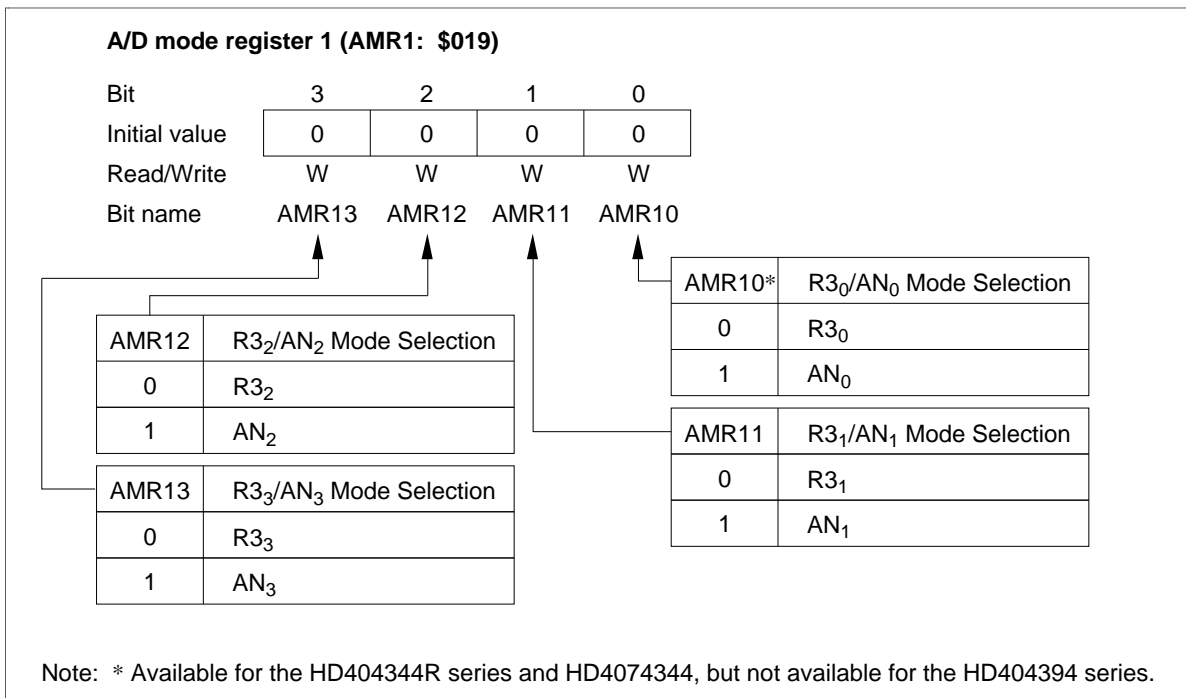 A/D mode register 1 (AMR1: $019)
Bit 3 2 1 0
Initial value 0 0 0 0
Read/Write W W W W
Bit name AMR13 AMR12 AMR11 AMR10
AMR12 R3₂/AN₂ Mode Selection
0 R3₂
1 AN₂
AMR13 R3₃/AN₃ Mode Selection
0 R3₃
1 AN₃
AMR10* R3₀/AN₀ Mode Selection
0 R3₀
1 AN₀
AMR11 R3₁/AN₁ Mode Selection
0 R3₁
1 AN₁
Note: * Available for the HD404344R series and HD4074344, but not available for the HD404394 series.